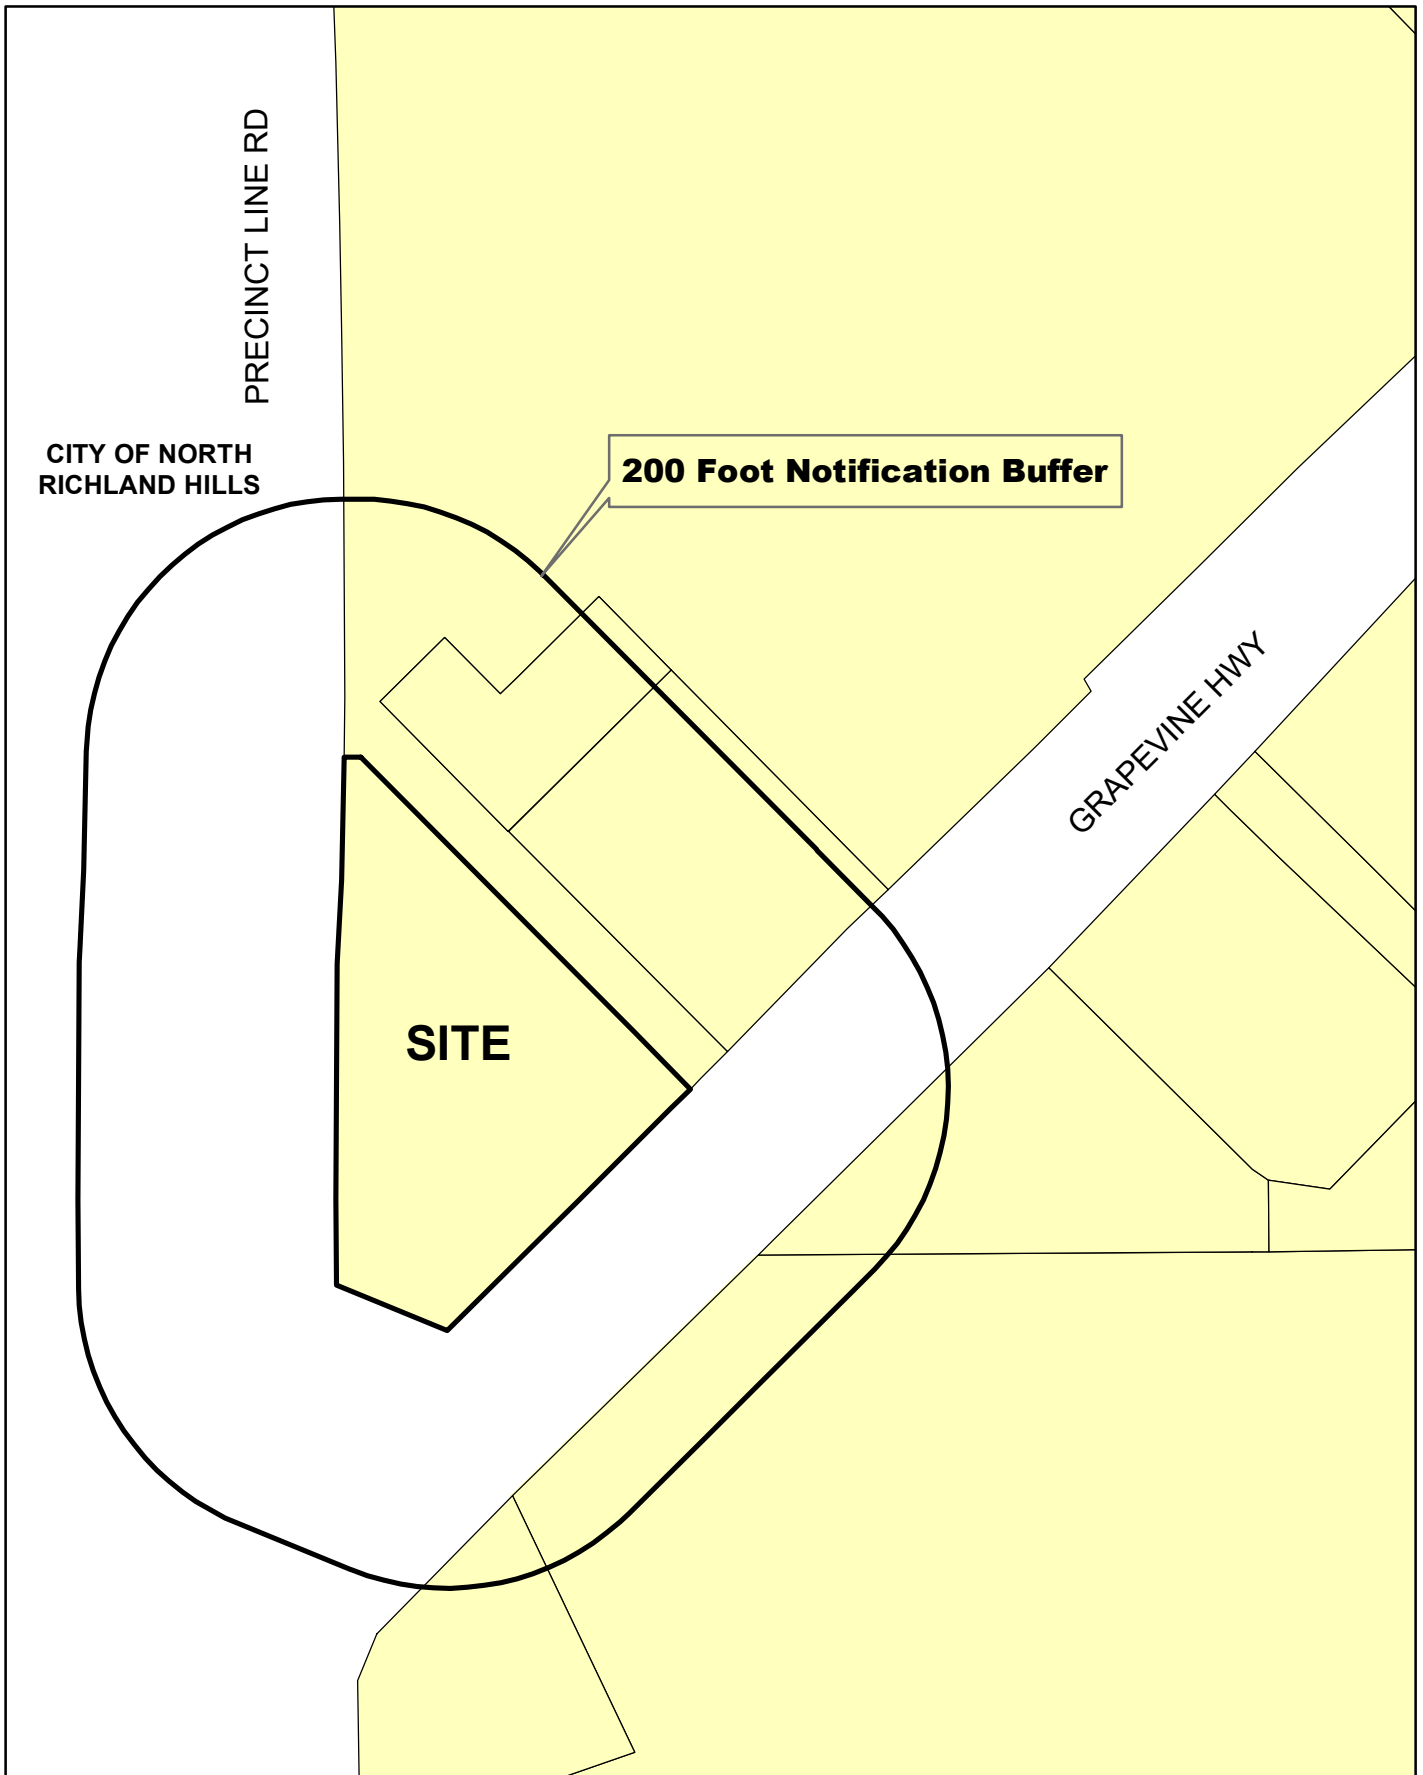 PRECINCT LINE RD
CITY OF NORTH
RICHLAND HILLS
200 Foot Notification Buffer
GRAPEVINE HWY
SITE